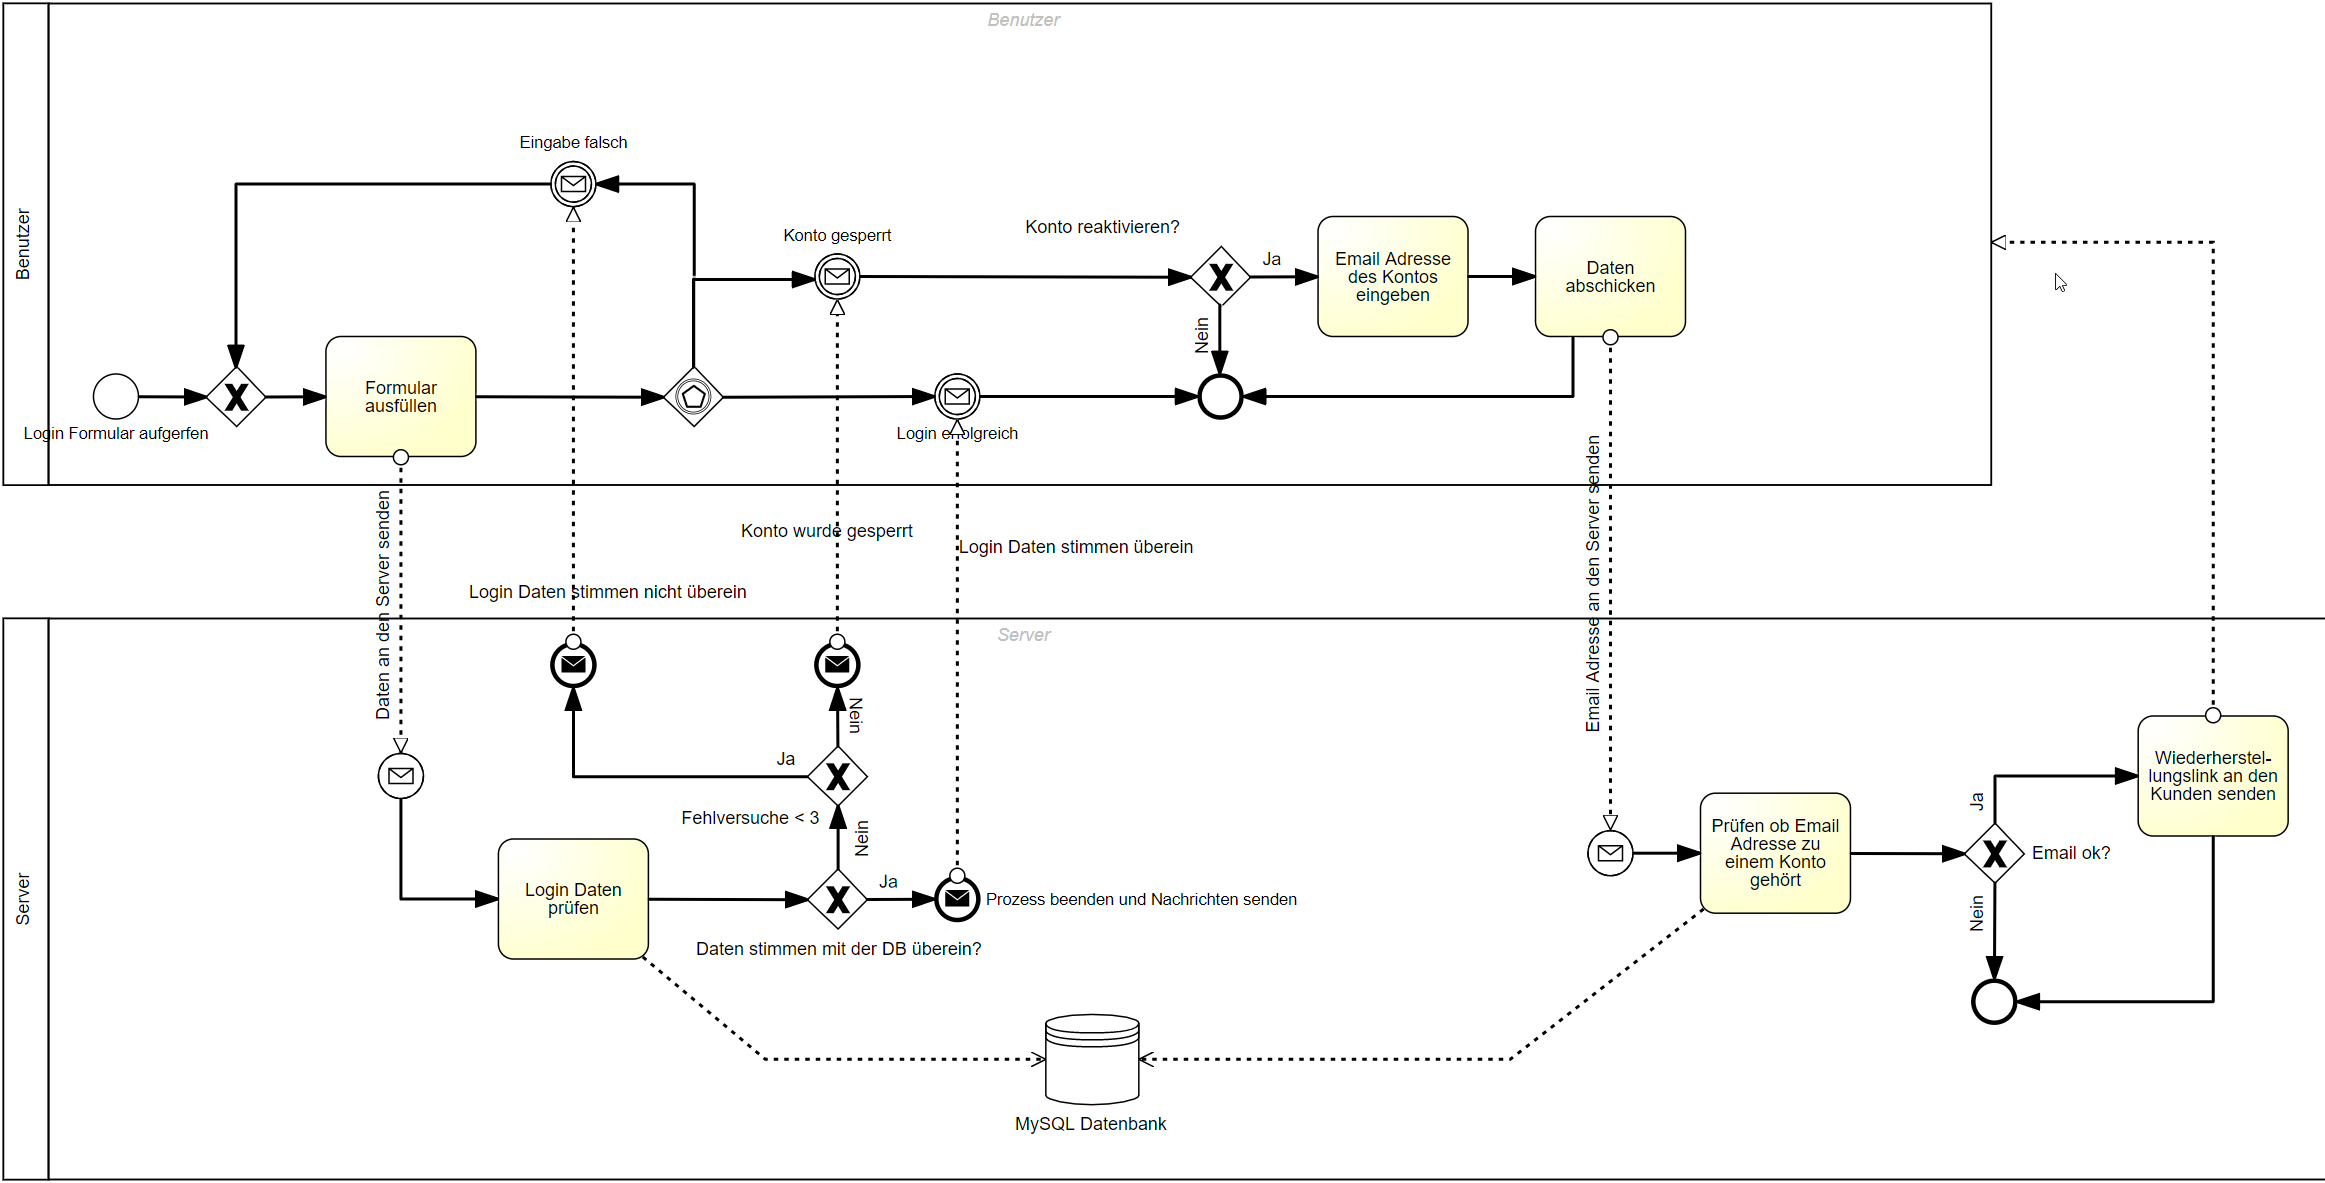 Benutzer
Benutzer
Eingabe falsch
Konto gesperrt
Konto reaktivieren?
Ja
Nein
Email Adresse
des Kontos
eingeben
Daten
abschicken
Formular
ausfüllen
Login Formular aufgerfen
Login erfolgreich
Daten an den Server senden
Konto wurde gesperrt
Login Daten stimmen überein
Login Daten stimmen nicht überein
Email Adresse an den Server senden
Server
Server
Nein
Ja
Fehlversuche < 3
Nein
Ja
Login Daten
prüfen
Prozess beenden und Nachrichten senden
Daten stimmen mit der DB überein?
Prüfen ob Email
Adresse zu
einem Konto
gehört
Ja
Email ok?
Nein
Wiederherstel-
lungslink an den
Kunden senden
MySQL Datenbank